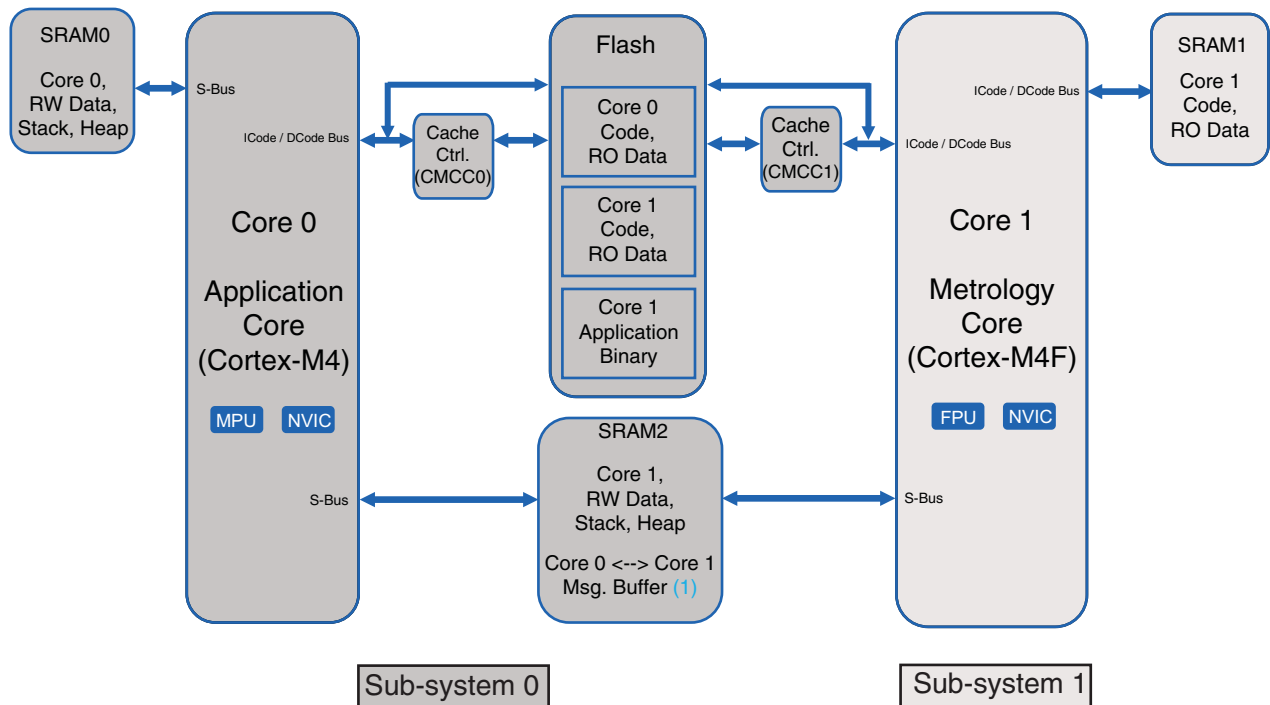 SRAM0
Core 0,
RW Data,
Stack, Heap
S-Bus
ICode / DCode Bus
Core 0
Application
Core
(Cortex-M4)
MPU
NVIC
S-Bus
Cache
Ctrl.
(CMCC0)
Flash
Core 0
Code,
RO Data
Core 1
Code,
RO Data
Core 1
Application
Binary
SRAM2
Core 1,
RW Data,
Stack, Heap
Core 0 <--> Core 1
Msg. Buffer (1)
Cache
Ctrl.
(CMCC1)
ICode / DCode Bus
ICode / DCode Bus
Core 1
Metrology
Core
(Cortex-M4F)
FPU
NVIC
S-Bus
SRAM1
Core 1
Code,
RO Data
Sub-system 0
Sub-system 1